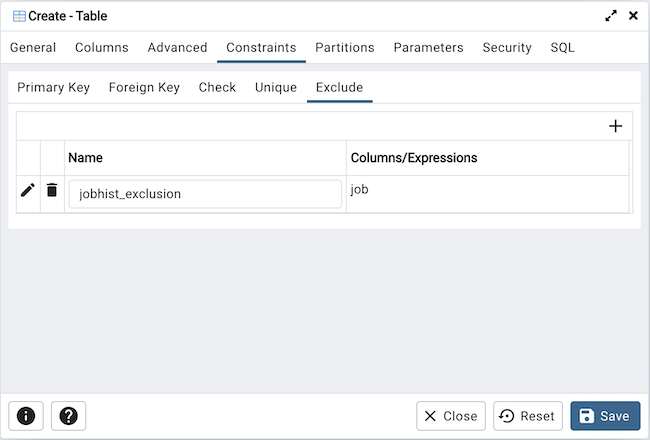 Create - Table
General Columns Advanced Constraints Partitions Parameters Security SQL
Primary Key Foreign Key Check Unique Exclude
Name Columns/Expressions
jobhist_exclusion job
Close Reset Save